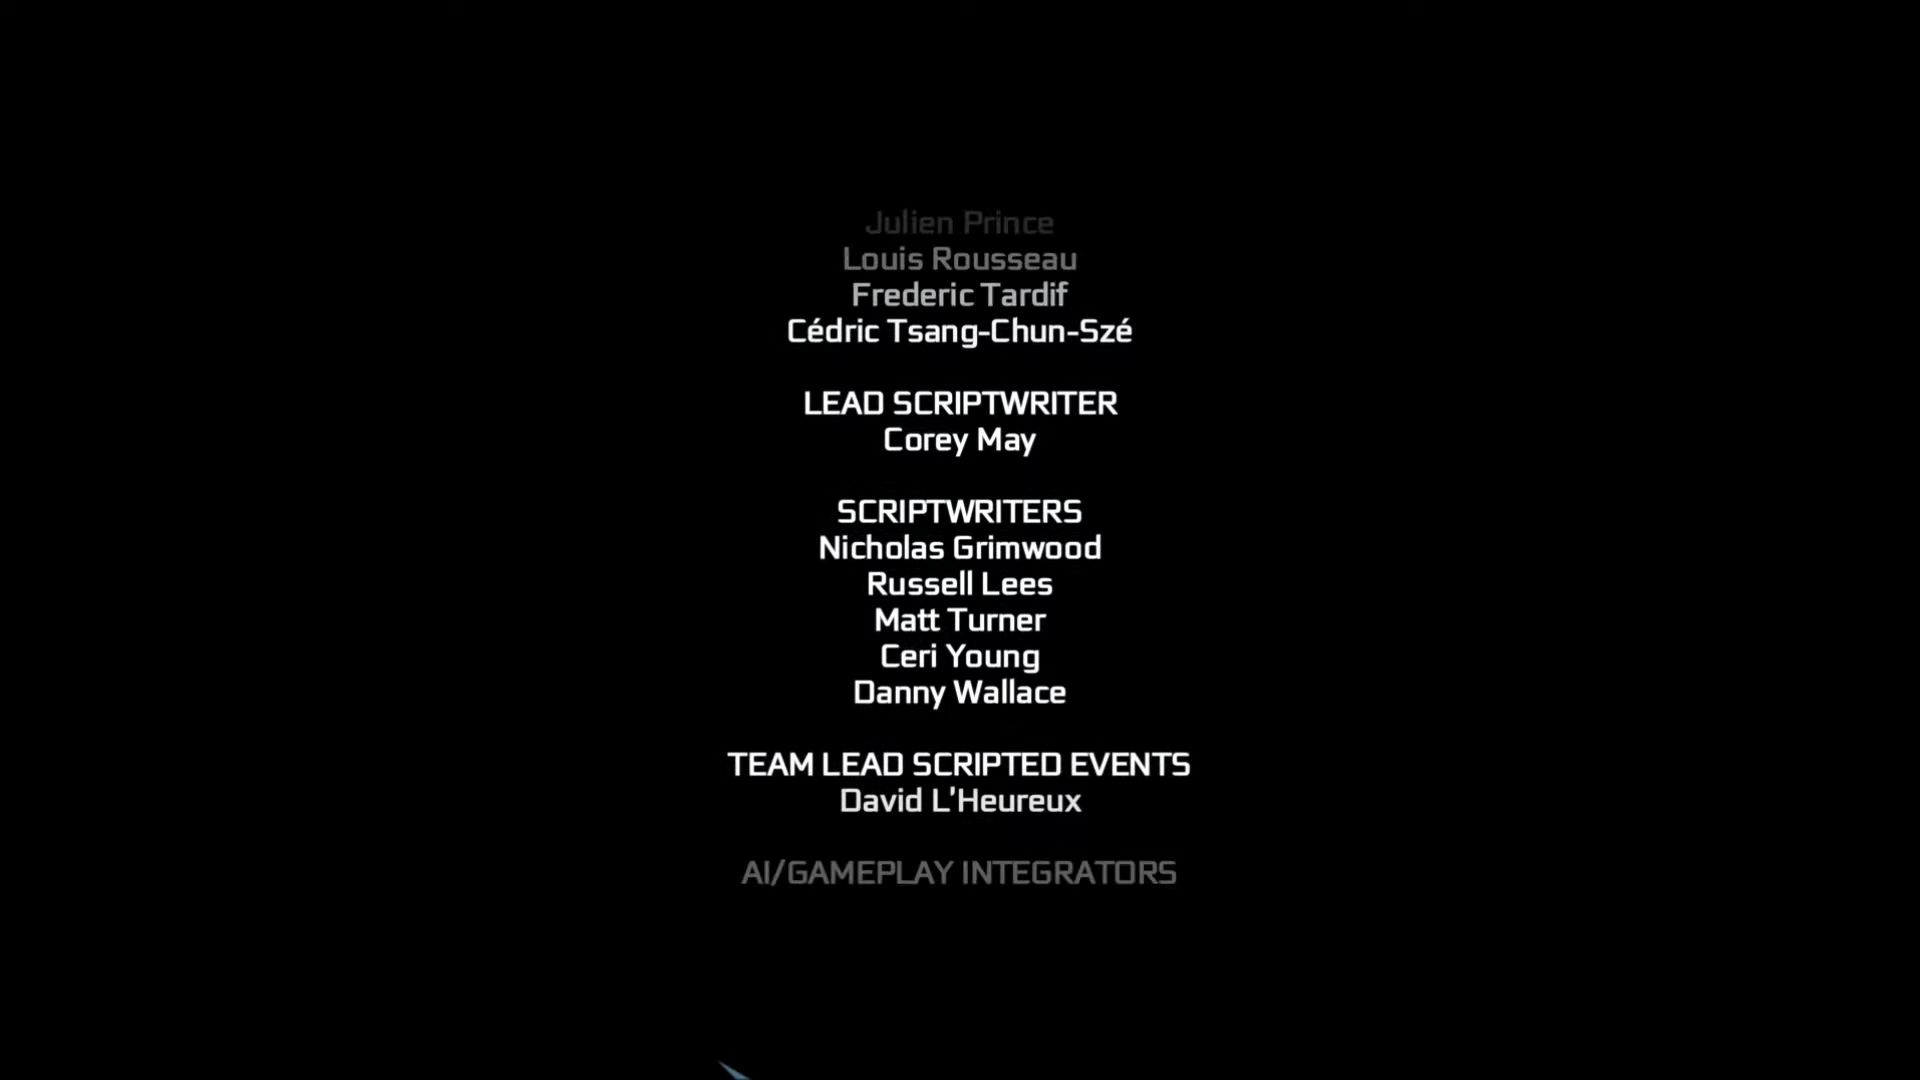 Julien Prince
Louis Rousseau
Frederic Tardif
Cédric Tsang-Chun-Szé
LEAD SCRIPTWRITER
Corey May
SCRIPTWRITERS
Nicholas Grimwood
Russell Lees
Matt Turner
Ceri Young
Danny Wallace
TEAM LEAD SCRIPTED EVENTS
David L'Heureux
AI/GAMEPLAY INTEGRATORS